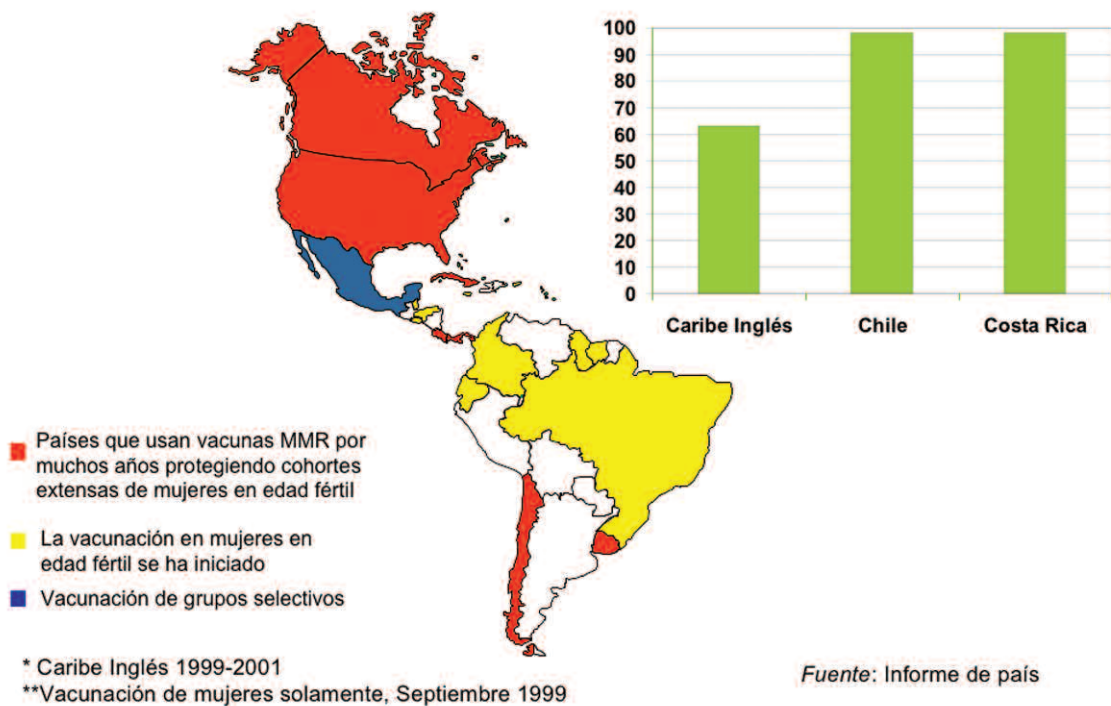 100
90
80
70
60
50
40
30
20
10
0
Caribe Inglés Chile Costa Rica
Países que usan vacunas MMR por
muchos años protegiendo cohortes
extensas de mujeres en edad fértil
La vacunación en mujeres en
edad fértil se ha iniciado
Vacunación de grupos selectivos
* Caribe Inglés 1999-2001
**Vacunación de mujeres solamente, Septiembre 1999
Fuente: Informe de país